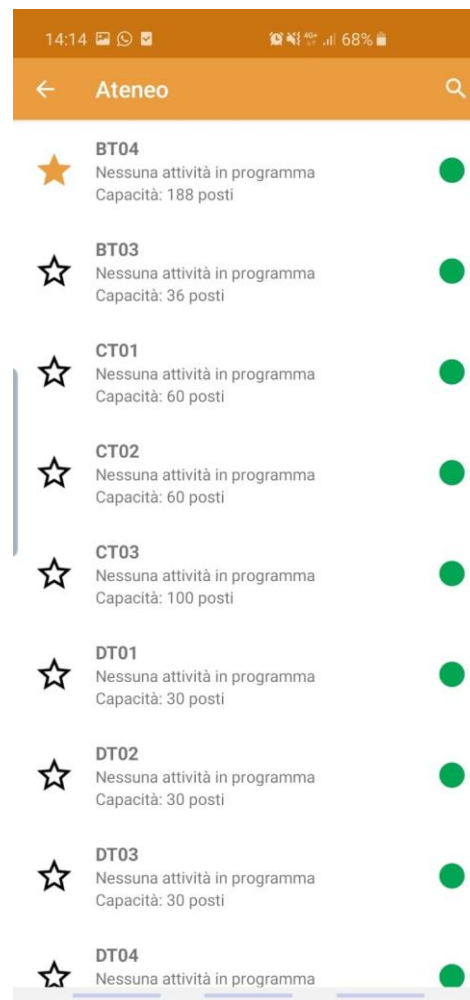 14:14 4G+ 68%
Ateneo
BT04
Nessuna attività in programma
Capacità: 188 posti
BT03
Nessuna attività in programma
Capacità: 36 posti
CT01
Nessuna attività in programma
Capacità: 60 posti
CT02
Nessuna attività in programma
Capacità: 60 posti
CT03
Nessuna attività in programma
Capacità: 100 posti
DT01
Nessuna attività in programma
Capacità: 30 posti
DT02
Nessuna attività in programma
Capacità: 30 posti
DT03
Nessuna attività in programma
Capacità: 30 posti
DT04
Nessuna attività in programma